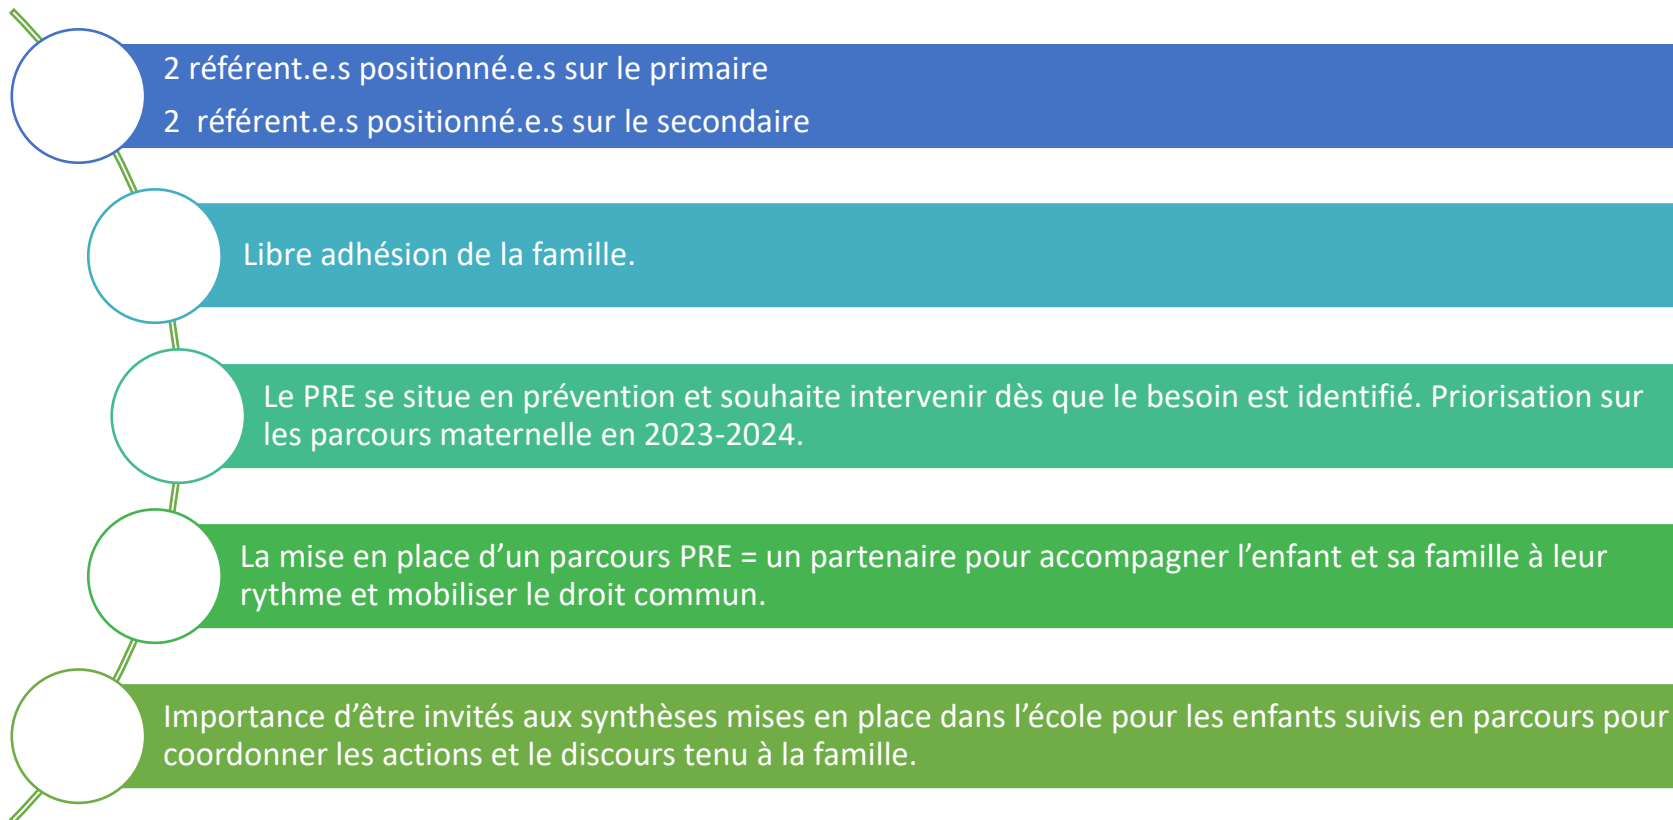 2 référent.e.s positionné.e.s sur le primaire
2 référent.e.s positionné.e.s sur le secondaire
Libre adhésion de la famille.
Le PRE se situe en prévention et souhaite intervenir dès que le besoin est identifié. Priorisation sur
les parcours maternelle en 2023-2024.
La mise en place d’un parcours PRE = un partenaire pour accompagner l’enfant et sa famille à leur
rythme et mobiliser le droit commun.
Importance d’être invités aux synthèses mises en place dans l’école pour les enfants suivis en parcours pour
coordonner les actions et le discours tenu à la famille.